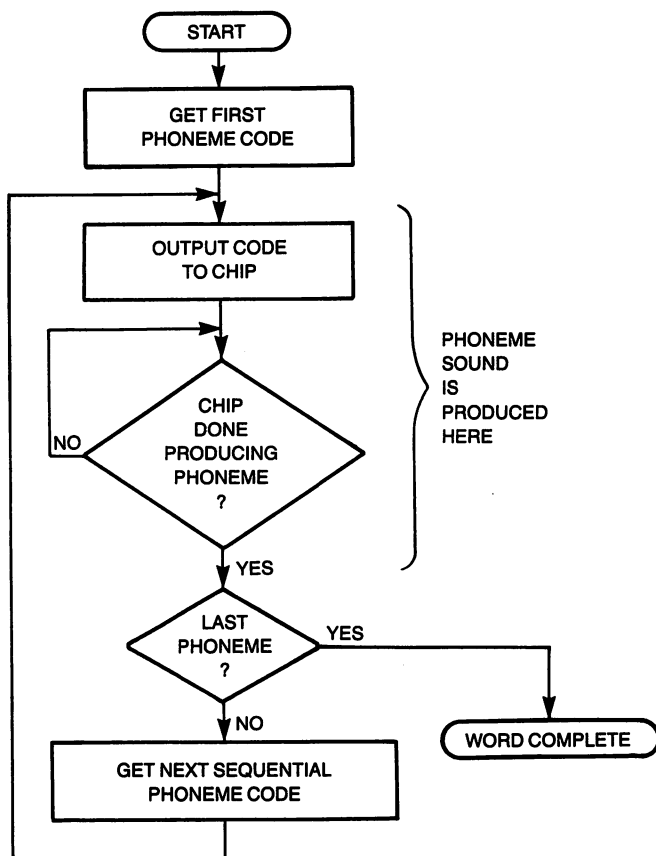 START
GET FIRST
PHONEME CODE
OUTPUT CODE
TO CHIP
PHONEME
SOUND
IS
PRODUCED
HERE
CHIP
DONE
PRODUCING
PHONEME
?
NO
YES
LAST
PHONEME
?
YES
NO
WORD COMPLETE
GET NEXT SEQUENTIAL
PHONEME CODE